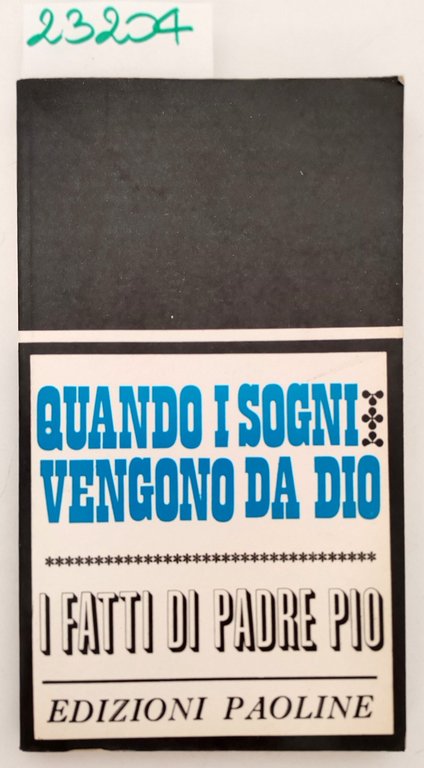 23204
QUANDO I SOGNI
VENGONO DA DIO
********************************
I FATTI DI PADRE PIO
EDIZIONI PAOLINE